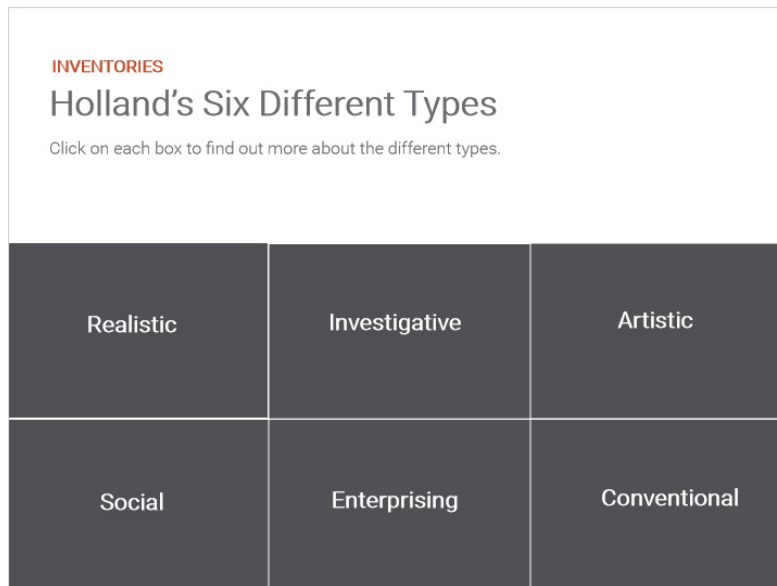 INVENTORIES
Holland's Six Different Types
Click on each box to find out more about the different types.
Realistic
Investigative
Artistic
Social
Enterprising
Conventional